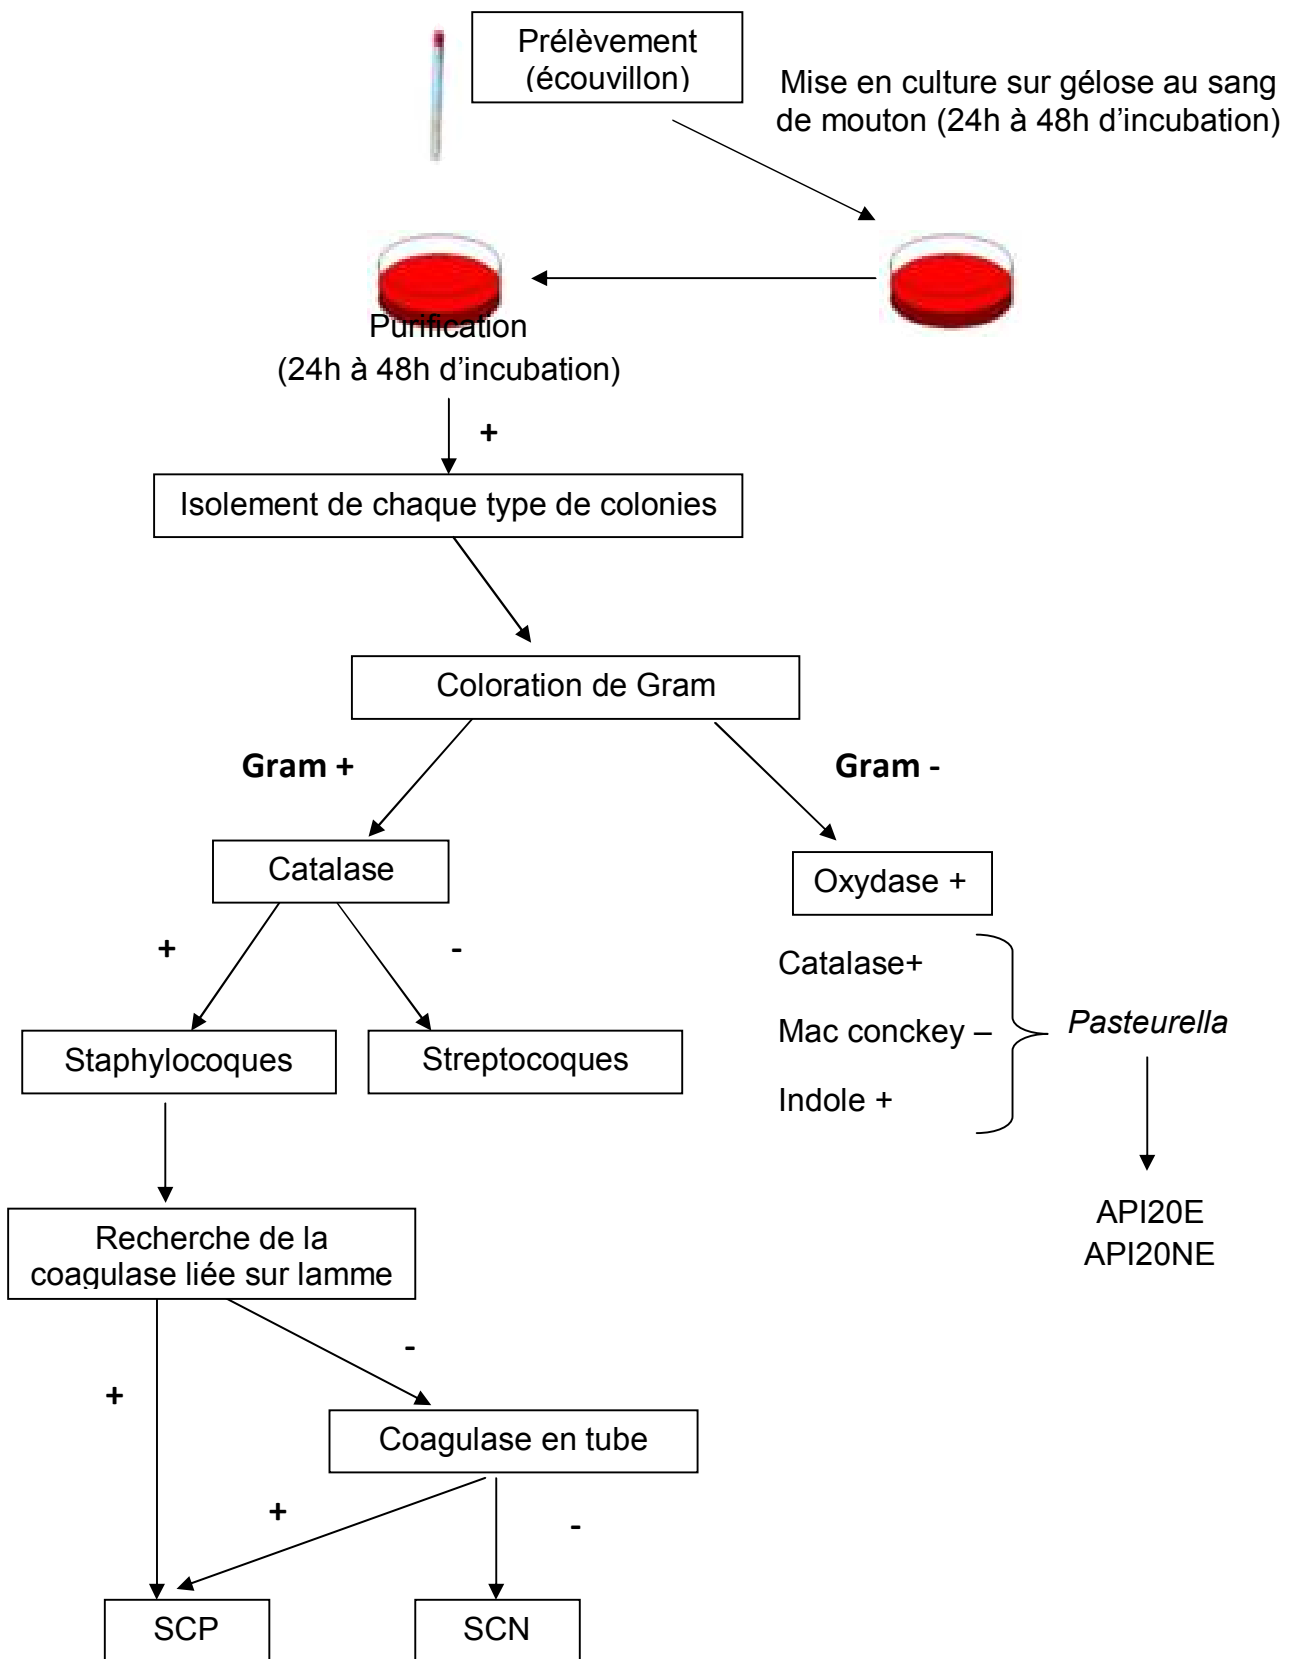 Prélèvement
(écouvillon)
Mise en culture sur gélose au sang
de mouton (24h à 48h d’incubation)
Purification
(24h à 48h d’incubation)
+
Isolement de chaque type de colonies
Coloration de Gram
Gram +
Gram -
Catalase
Oxydase +
+
-
Catalase+
Mac conckey –
Indole +
Pasteurella
Staphylocoques
Streptocoques
API20E
API20NE
Recherche de la
coagulase liée sur lamme
-
+
Coagulase en tube
+
-
SCP
SCN